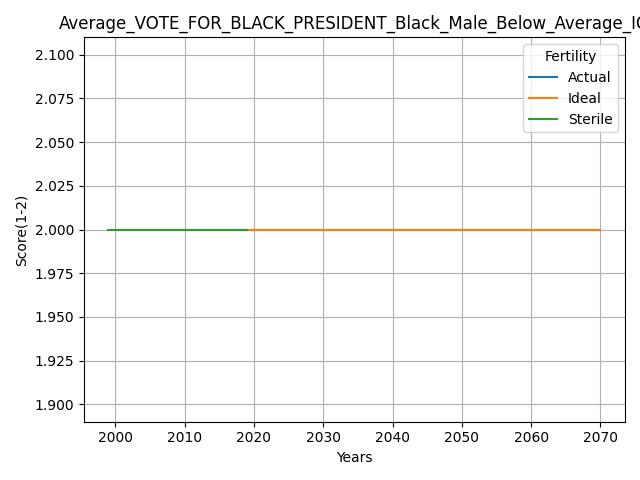 Average_VOTE_FOR_BLACK_PRESIDENT_Black_Male_Below_Average_IQ
Fertility
Actual
Ideal
Sterile
2.100
2.075
2.050
2.025
2.000
1.975
1.950
1.925
1.900
Score(1-2)
2000 2010 2020 2030 2040 2050 2060 2070
Years